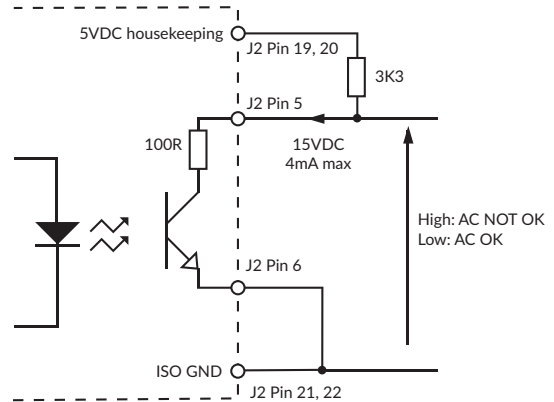 5VDC housekeeping
J2 Pin 19, 20
3K3
J2 Pin 5
100R
15VDC
4mA max
High: AC NOT OK
Low: AC OK
J2 Pin 6
ISO GND
J2 Pin 21, 22